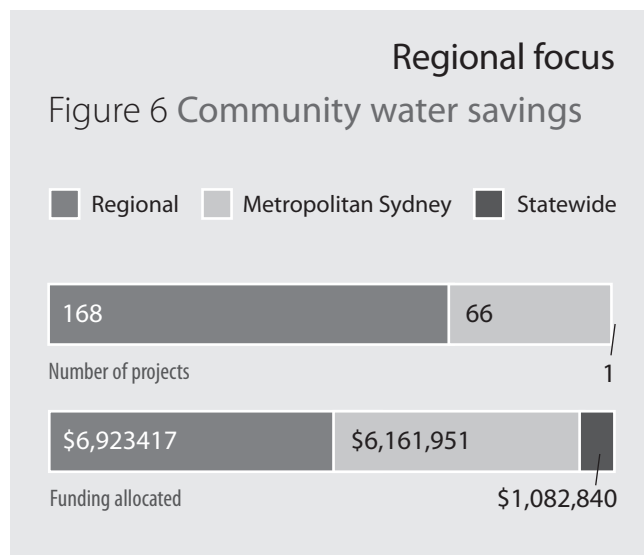 Regional focus
Figure 6 Community water savings
Regional Metropolitan Sydney Statewide
168 66
Number of projects 1
$6,923417 $6,161,951
Funding allocated $1,082,840